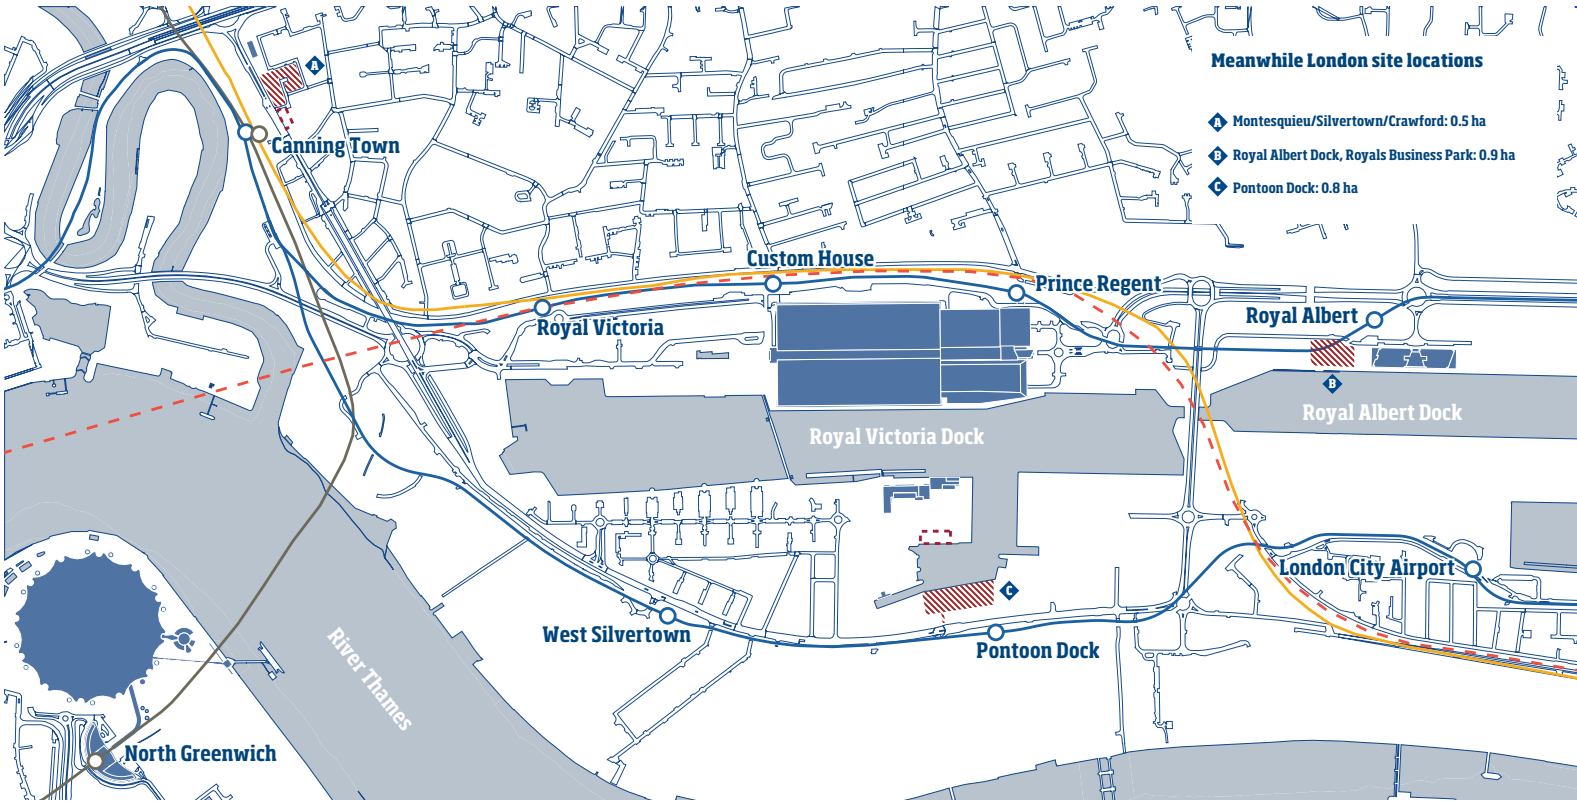 Meanwhile London site locations
A
A Montesquieu/Silvertown/Crawford: 0.5 ha
Canning Town
B Royal Albert Dock, Royals Business Park: 0.9 ha
C Pontoon Dock: 0.8 ha
Custom House
Prince Regent
Royal Victoria
Royal Albert
B
Royal Victoria Dock
Royal Albert Dock
London City Airport
C
West Silvertown
Pontoon Dock
River Thames
North Greenwich